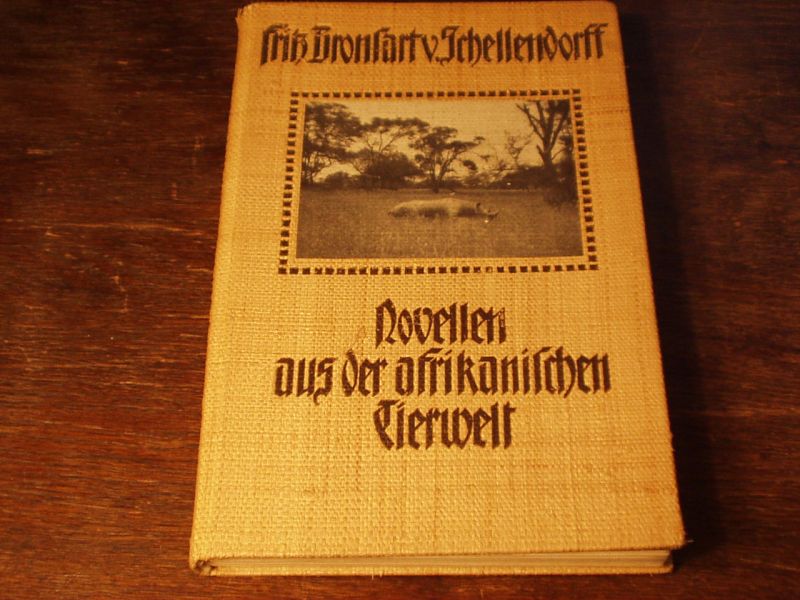 Fritz Bronſart v. Schellendorff
Novellen
aus der afrikaniſchen
Tierwelt